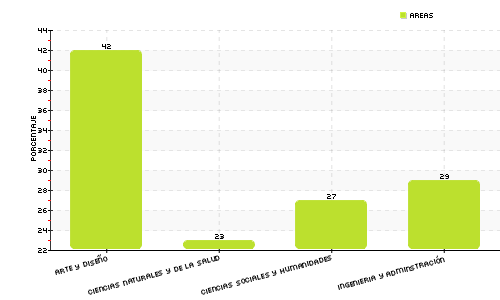 AREAS
44
42
40
38
36
34
32
30
28
26
24
22
PORCENTAJE
42
23
27
29
ARTE Y DISEÑO
CIENCIAS NATURALES Y DE LA SALUD
CIENCIAS SOCIALES Y HUMANIDADES
INGENIERIA Y ADMINSTRACIÓN